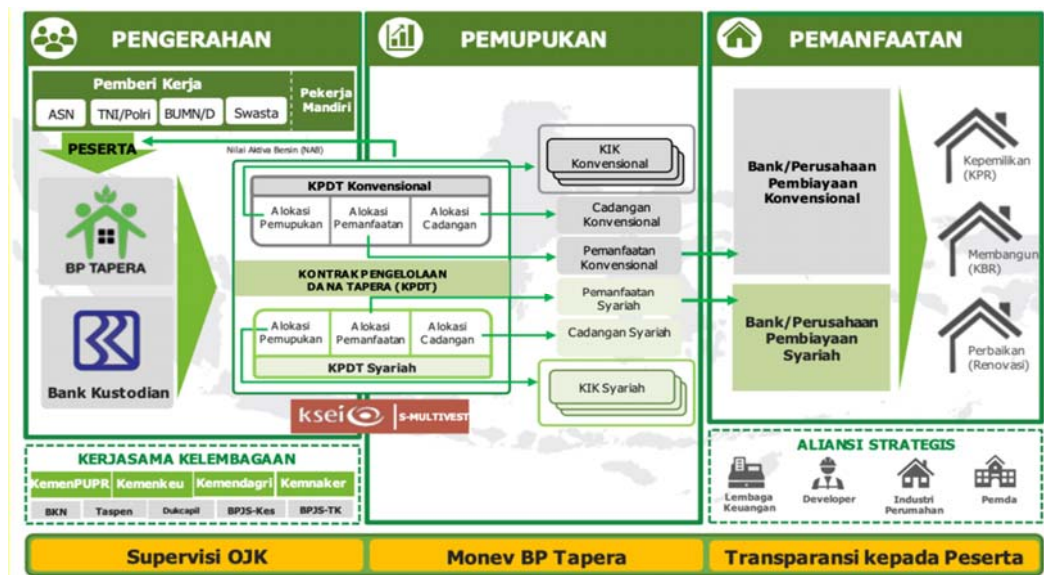 PENGERAHAN
Pemberi Kerja
Pekerja
Mandiri
ASN
TNI/Polri
BUMN/D
Swasta
PESERTA
Nilai Aktiva Bersin (NAB)
BP TAPERA
Bank Kustodian
KPDT Konvensional
Alokasi
Pemupukan
Alokasi
Pemanfaatan
Alokasi
Cadangan
KONTRAK PENGELOLAAN
DANA TAPERA (KPDT)
Alokasi
Pemupukan
Alokasi
Pemanfaatan
Alokasi
Cadangan
KPDT Syariah
ksei
S-MULTIVEST
PEMUPUKAN
KIK
Konvensional
Cadangan
Konvensional
Pemanfaatan
Konvensional
Pemanfaatan
Syariah
Cadangan Syariah
KIK Syariah
PEMANFAATAN
Bank/Perusahaan
Pembiayaan
Konvensional
Bank/Perusahaan
Pembiayaan
Syariah
Kepemilikan
(KPR)
Membangun
(KBR)
Perbaikan
(Renovasi)
KERJASAMA KELEMBAGAAN
KemenPUPR
Kemenkeu
Kemendagri
Kemnaker
BKN
Taspen
Dukcapil
BPJS-Kes
BPJS-TK
ALIANSI STRATEGIS
Lembaga
Keuangan
Developer
Industri
Perumahan
Pemda
Supervisi OJK
Monev BP Tapera
Transparansi kepada Peserta